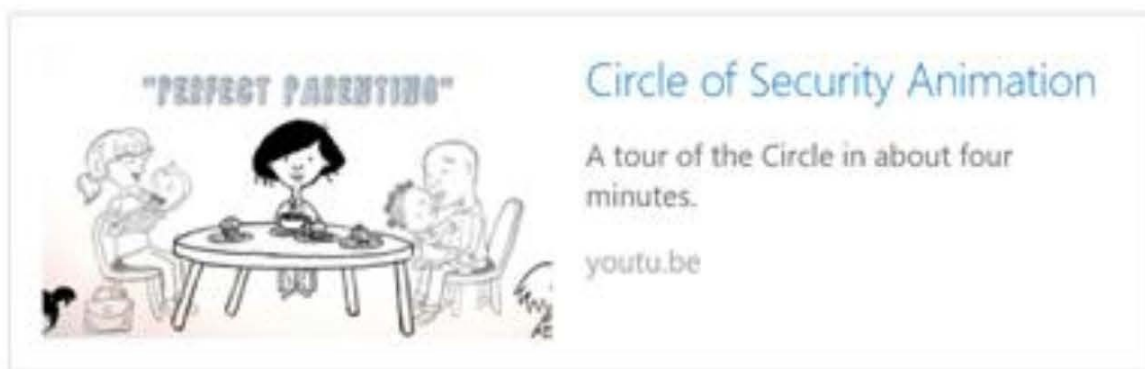 "PERFECT PARENTING"
Circle of Security Animation
A tour of the Circle in about four
minutes.
youtu.be